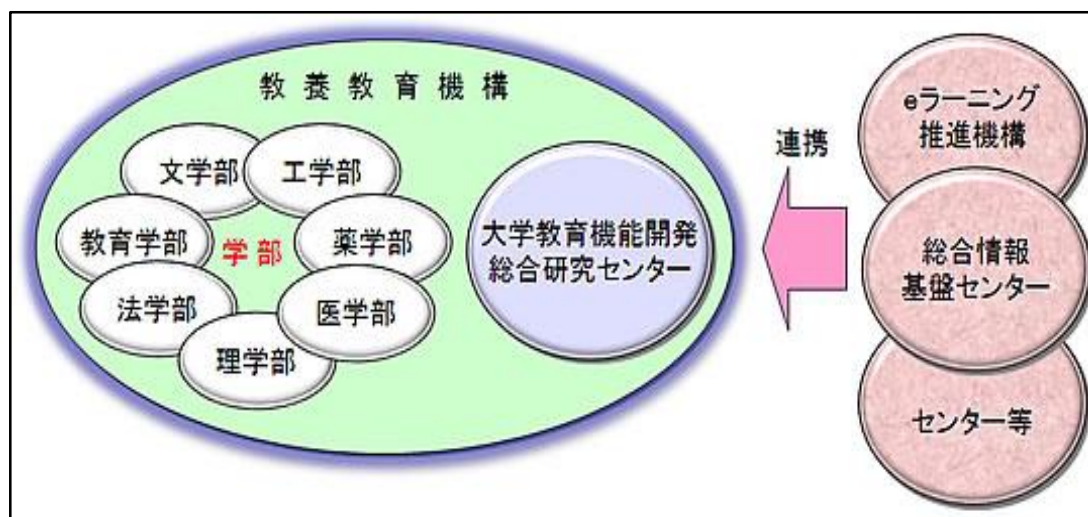 教養教育機構
文学部
工学部
教育学部
学部
薬学部
法学部
医学部
理学部
大学教育機能開発
総合研究センター
連携
eラーニング
推進機構
総合情報
基盤センター
センター等